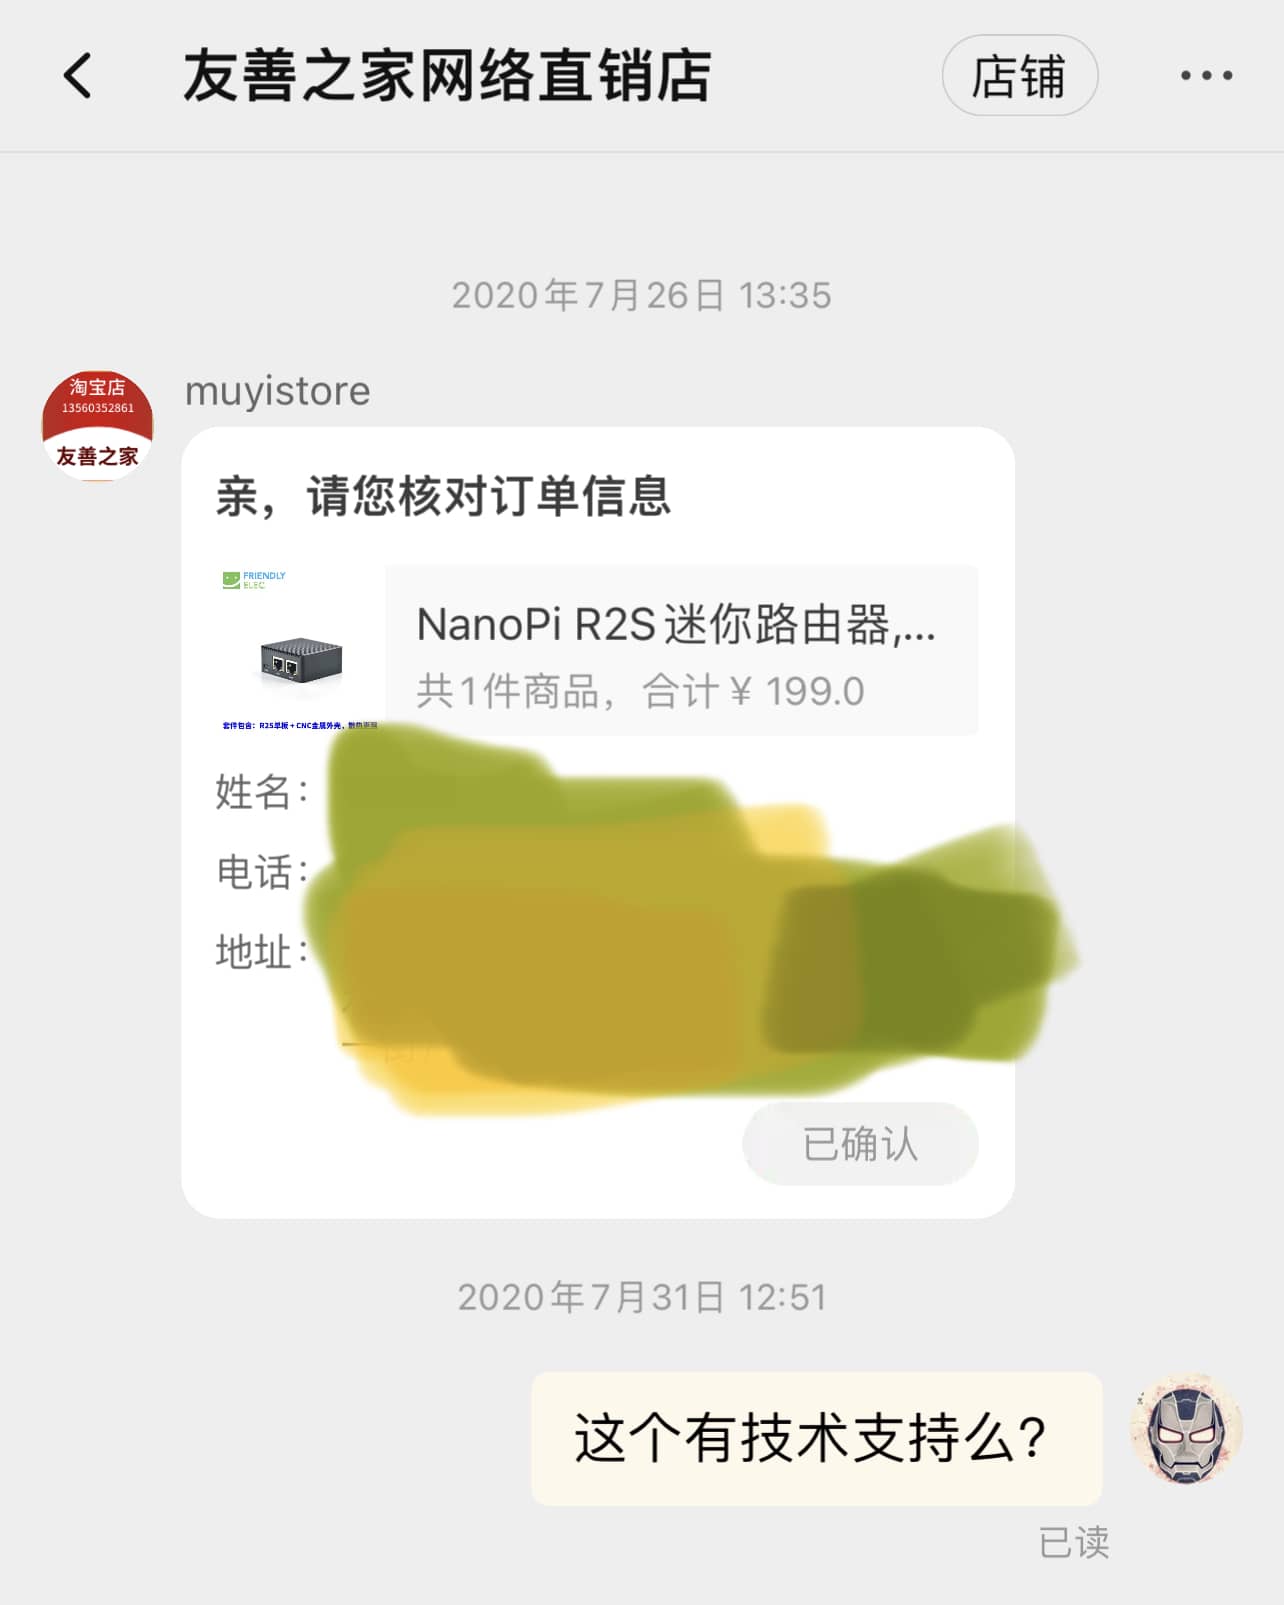 友善之家网络直销店
店铺
2020年7月26日 13:35
淘宝店
13560352861
友善之家
muyistore
亲，请您核对订单信息
FRIENDLY
ELEC
NanoPi R2S迷你路由器,...
共1件商品，合计¥ 199.0
套件包含：R2S单板+CNC金属外壳，散热更强
姓名：
电话：
地址：
已确认
2020年7月31日 12:51
这个有技术支持么？
已读